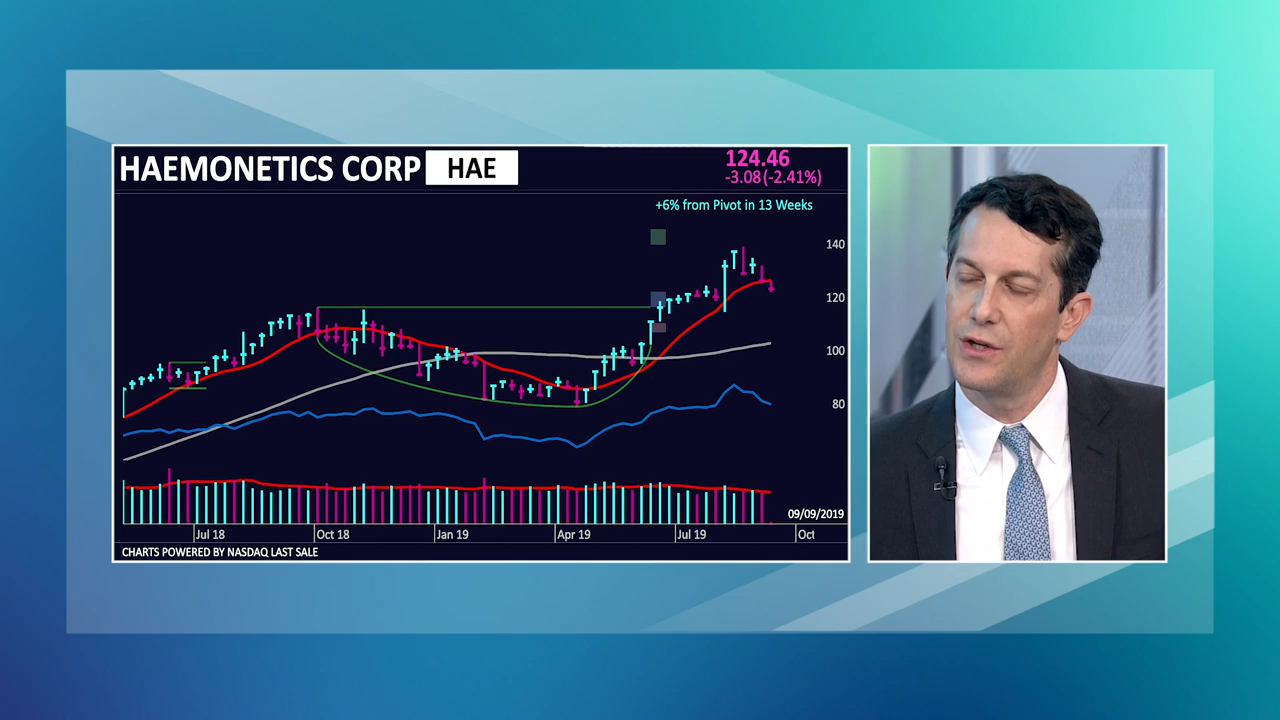 HAEMONETICS CORP HAE
124.46
-3.08 (-2.41%)
+6% from Pivot in 13 Weeks
140
120
100
80
09/09/2019
Jul 18 Oct 18 Jan 19 Apr 19 Jul 19 Oct
CHARTS POWERED BY NASDAQ LAST SALE